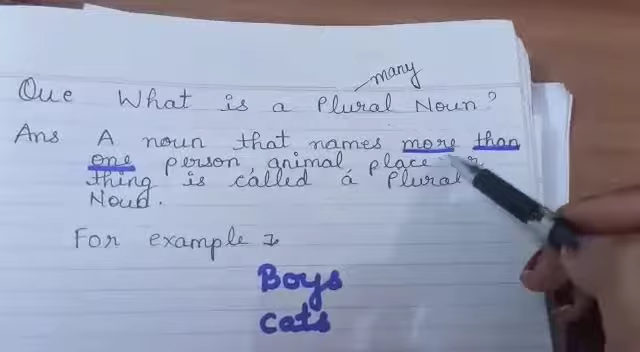 many
Que What is a Plural Noun?
Ans A noun that names more than
one person, animal, place or
thing is called a Plural
Noun.
For example :-
Boys
Cats